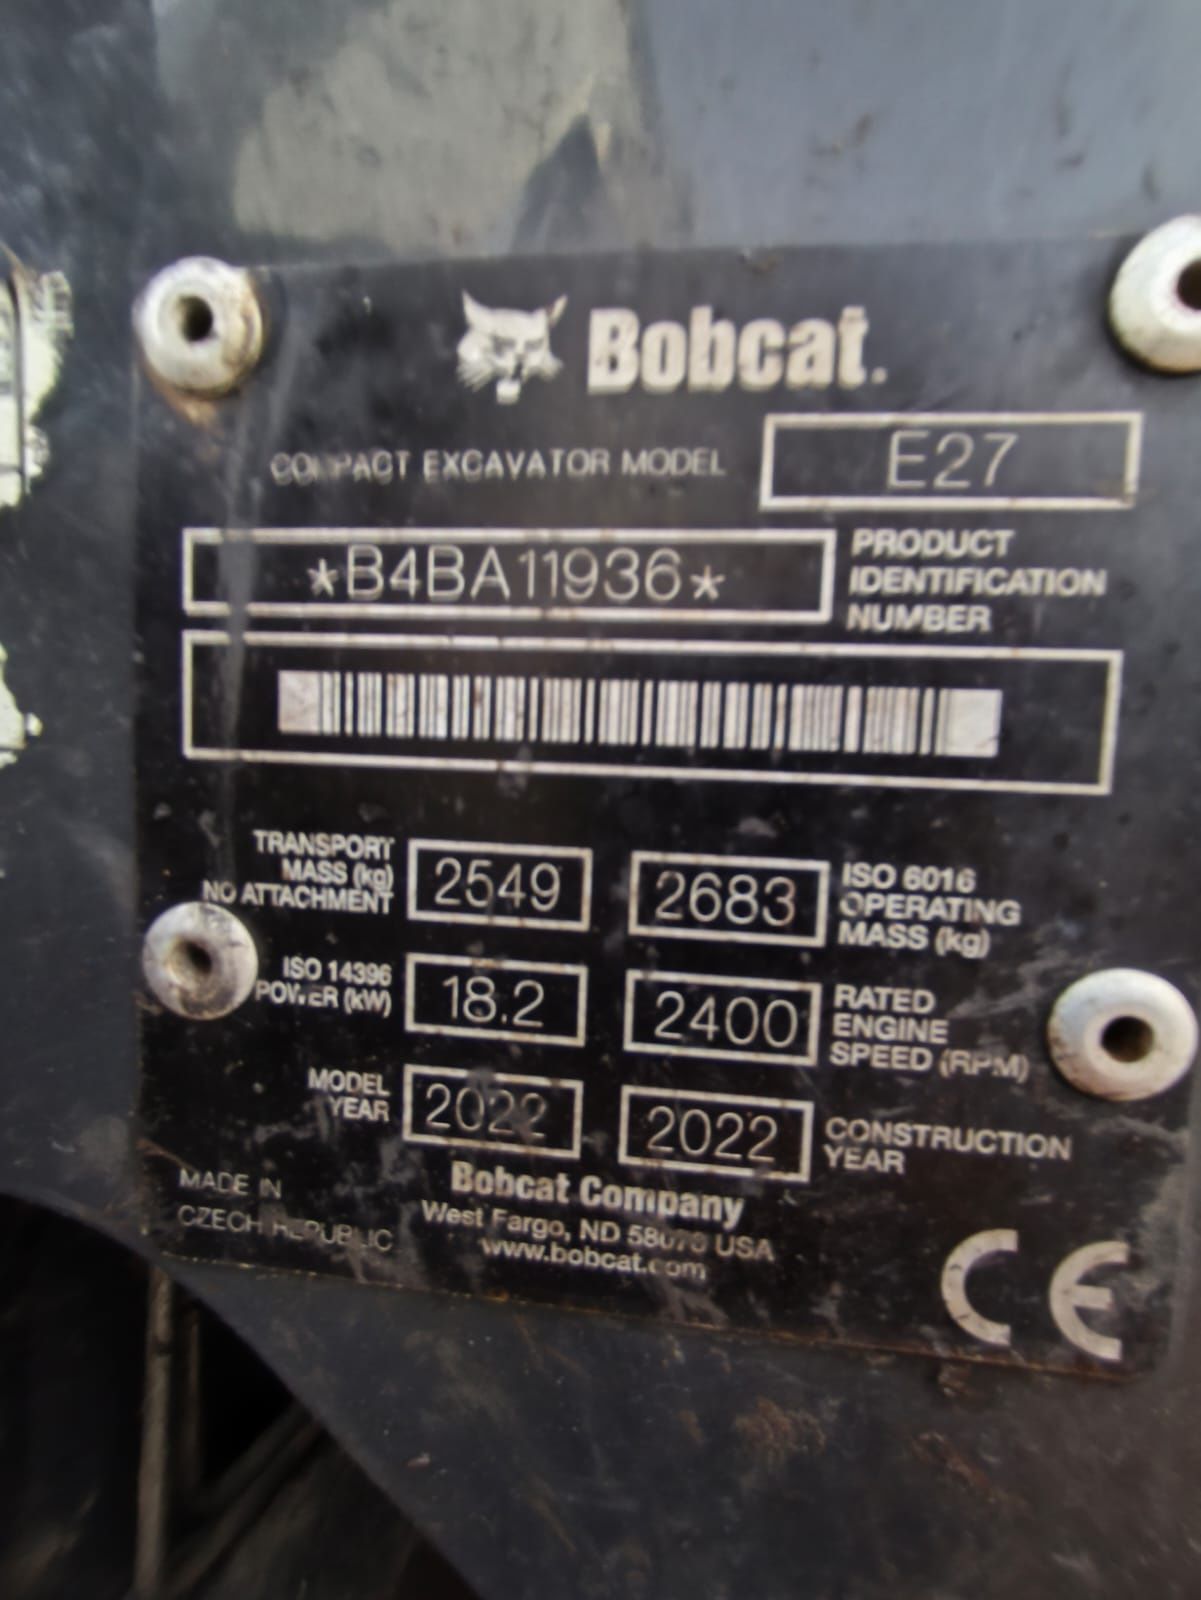 Bobcat.
COMPACT EXCAVATOR MODEL E27
*B4BA11936* PRODUCT IDENTIFICATION NUMBER
TRANSPORT MASS (kg) NO ATTACHMENT 2549
2683 ISO 6016 OPERATING MASS (kg)
ISO 14396 POWER (kW) 18.2
2400 RATED ENGINE SPEED (RPM)
MODEL YEAR 2022
2022 CONSTRUCTION YEAR
MADE IN
CZECH REPUBLIC
Bobcat Company
West Fargo, ND USA
www.bobcat.com
CE